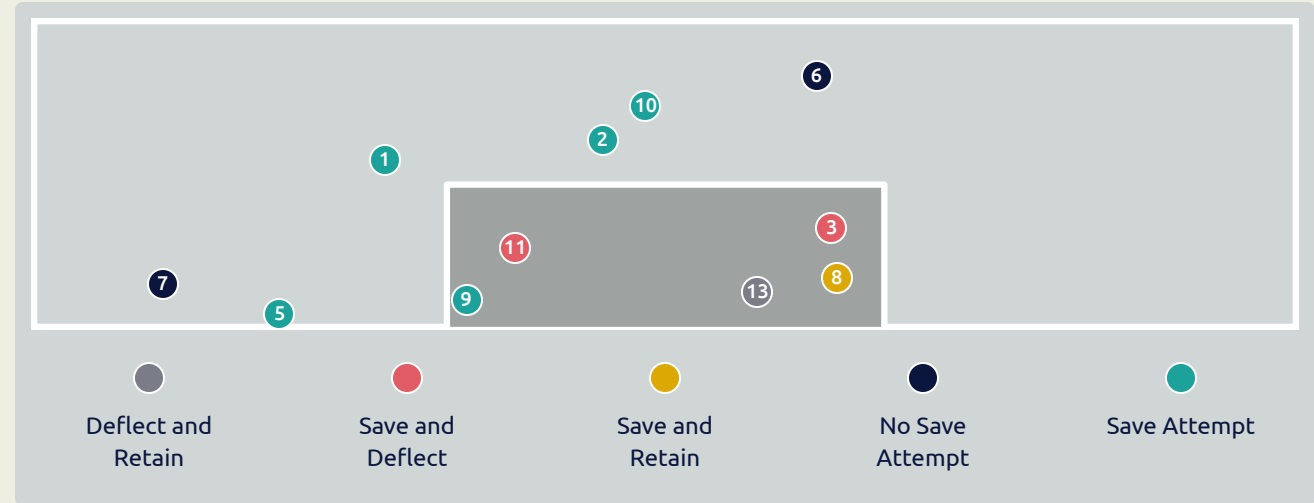 6
10
2
1
3
11
8
7
13
9
5
Deflect and
Retain
Save and
Deflect
Save and
Retain
No Save
Attempt
Save Attempt